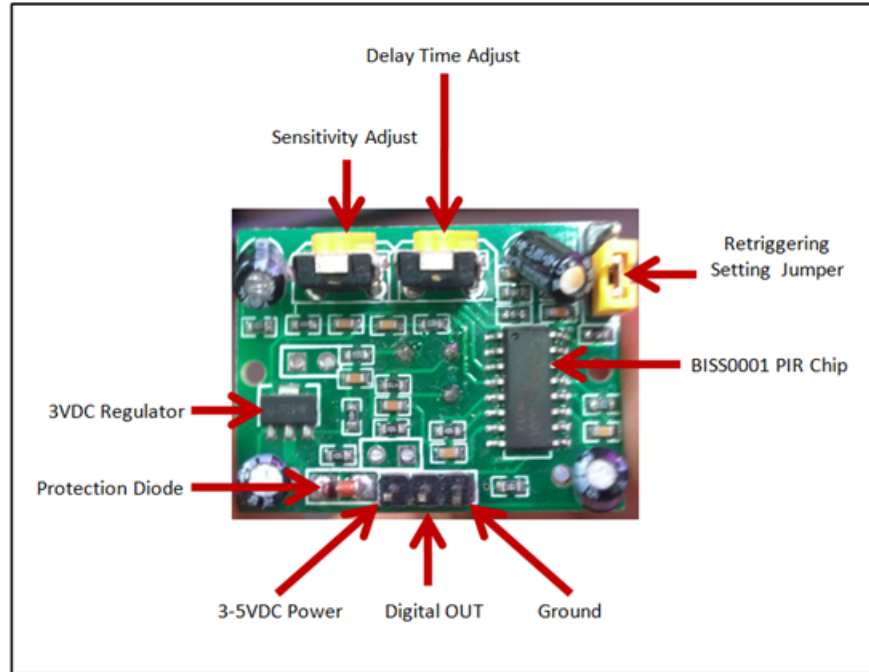 Delay Time Adjust
Sensitivity Adjust
Retriggering
Setting Jumper
BISS0001 PIR Chip
3VDC Regulator
Protection Diode
3-5VDC Power
Digital OUT
Ground